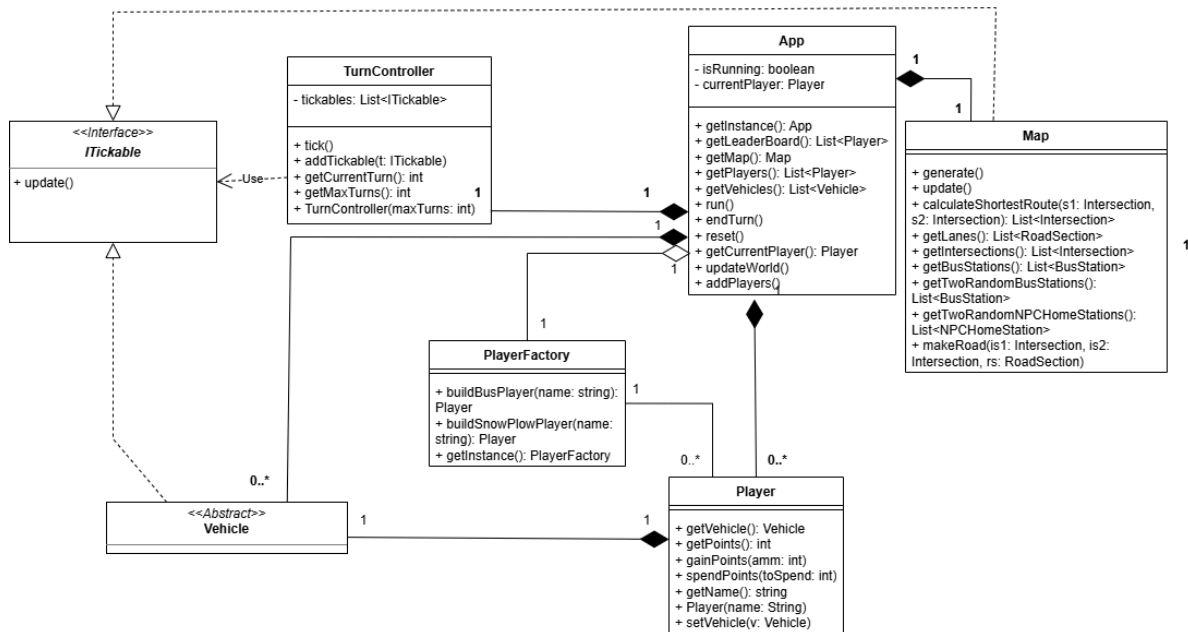 App
- isRunning: boolean
- currentPlayer: Player
+ getInstance(): App
+ getLeaderBoard(): List<Player>
+ getMap(): Map
+ getPlayers(): List<Player>
+ getVehicles(): List<Vehicle>
+ run()
+ endTurn()
+ reset()
+ getCurrentPlayer(): Player
+ updateWorld()
+ addPlayers()
1
1
1
TurnController
- tickables: List<ITickable>
+ tick()
+ addTickable(t: ITickable)
+ getCurrentTurn(): int
+ getMaxTurns(): int
+ TurnController(maxTurns: int)
1
1
1
1
<<Interface>>
ITickable
+ update()
Use
Map
+ generate()
+ update()
+ calculateShortestRoute(s1: Intersection,
s2: Intersection): List<Intersection>
+ getLanes(): List<RoadSection>
+ getIntersections(): List<Intersection>
+ getBusStations(): List<BusStation>
+ getTwoRandomBusStations():
List<BusStation>
+ getTwoRandomNPCHomeStations():
List<NPCHomeStation>
+ makeRoad(is1: Intersection, is2:
Intersection, rs: RoadSection)
1
1
PlayerFactory
+ buildBusPlayer(name: string):
Player
+ buildSnowPlowPlayer(name:
string): Player
+ getInstance(): PlayerFactory
1
0..*
0..*
0..*
<<Abstract>>
Vehicle
1
1
Player
+ getVehicle(): Vehicle
+ getPoints(): int
+ gainPoints(amm: int)
+ spendPoints(toSpend: int)
+ getName(): string
+ Player(name: String)
+ setVehicle(v: Vehicle)